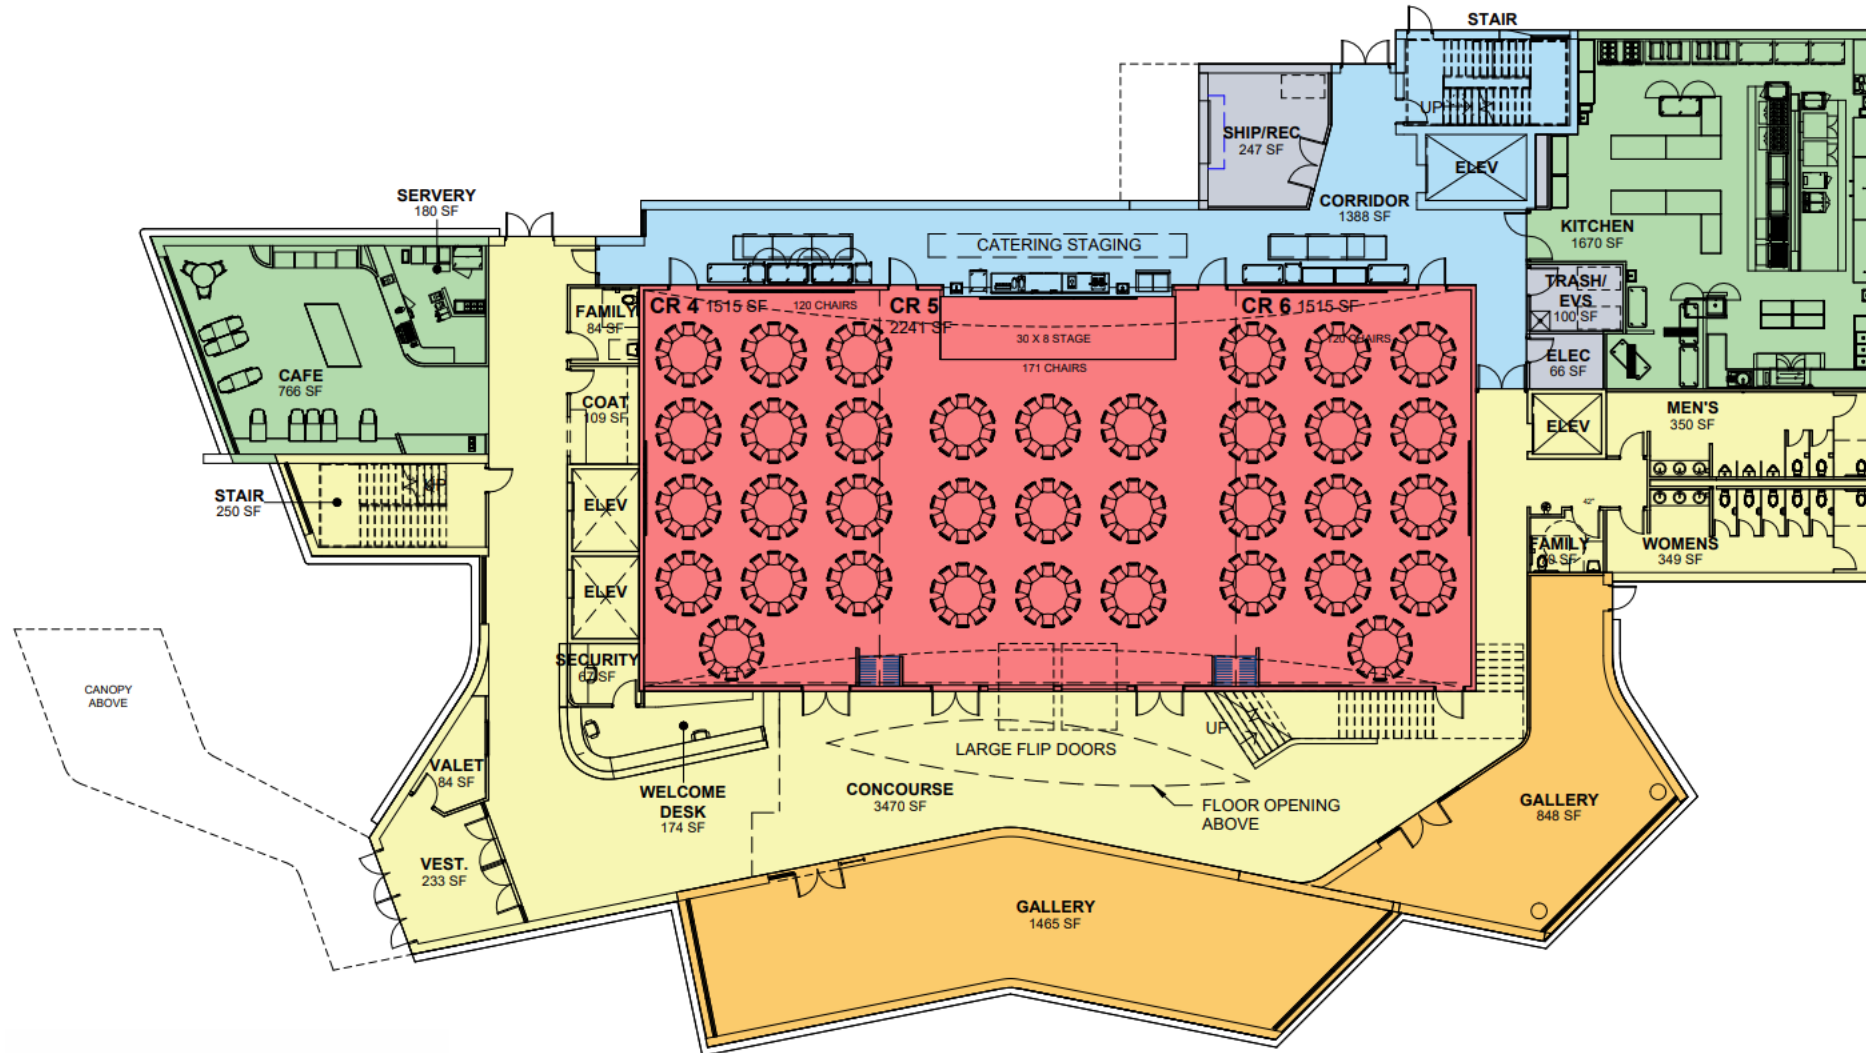 STAIR
SHIP/REC
247 SF
UP
ELEV
SERVERY
180 SF
CORRIDOR
1388 SF
KITCHEN
1670 SF
CATERING STAGING
TRASH/
EVS
100 SF
CR 4 1515 SF
120 CHAIRS
CR 5
2241 SF
CR 6 1515 SF
120 CHAIRS
FAMILY
84 SF
30 X 8 STAGE
171 CHAIRS
ELEC
66 SF
CAFE
766 SF
COAT
109 SF
MEN'S
350 SF
ELEV
STAIR
250 SF
UP
ELEV
42"
FAMILY
WOMENS
349 SF
ELEV
SECURITY
67 SF
CANOPY
ABOVE
UP
LARGE FLIP DOORS
VALET
84 SF
WELCOME
DESK
174 SF
CONCOURSE
3470 SF
FLOOR OPENING
ABOVE
GALLERY
848 SF
VEST.
233 SF
GALLERY
1465 SF